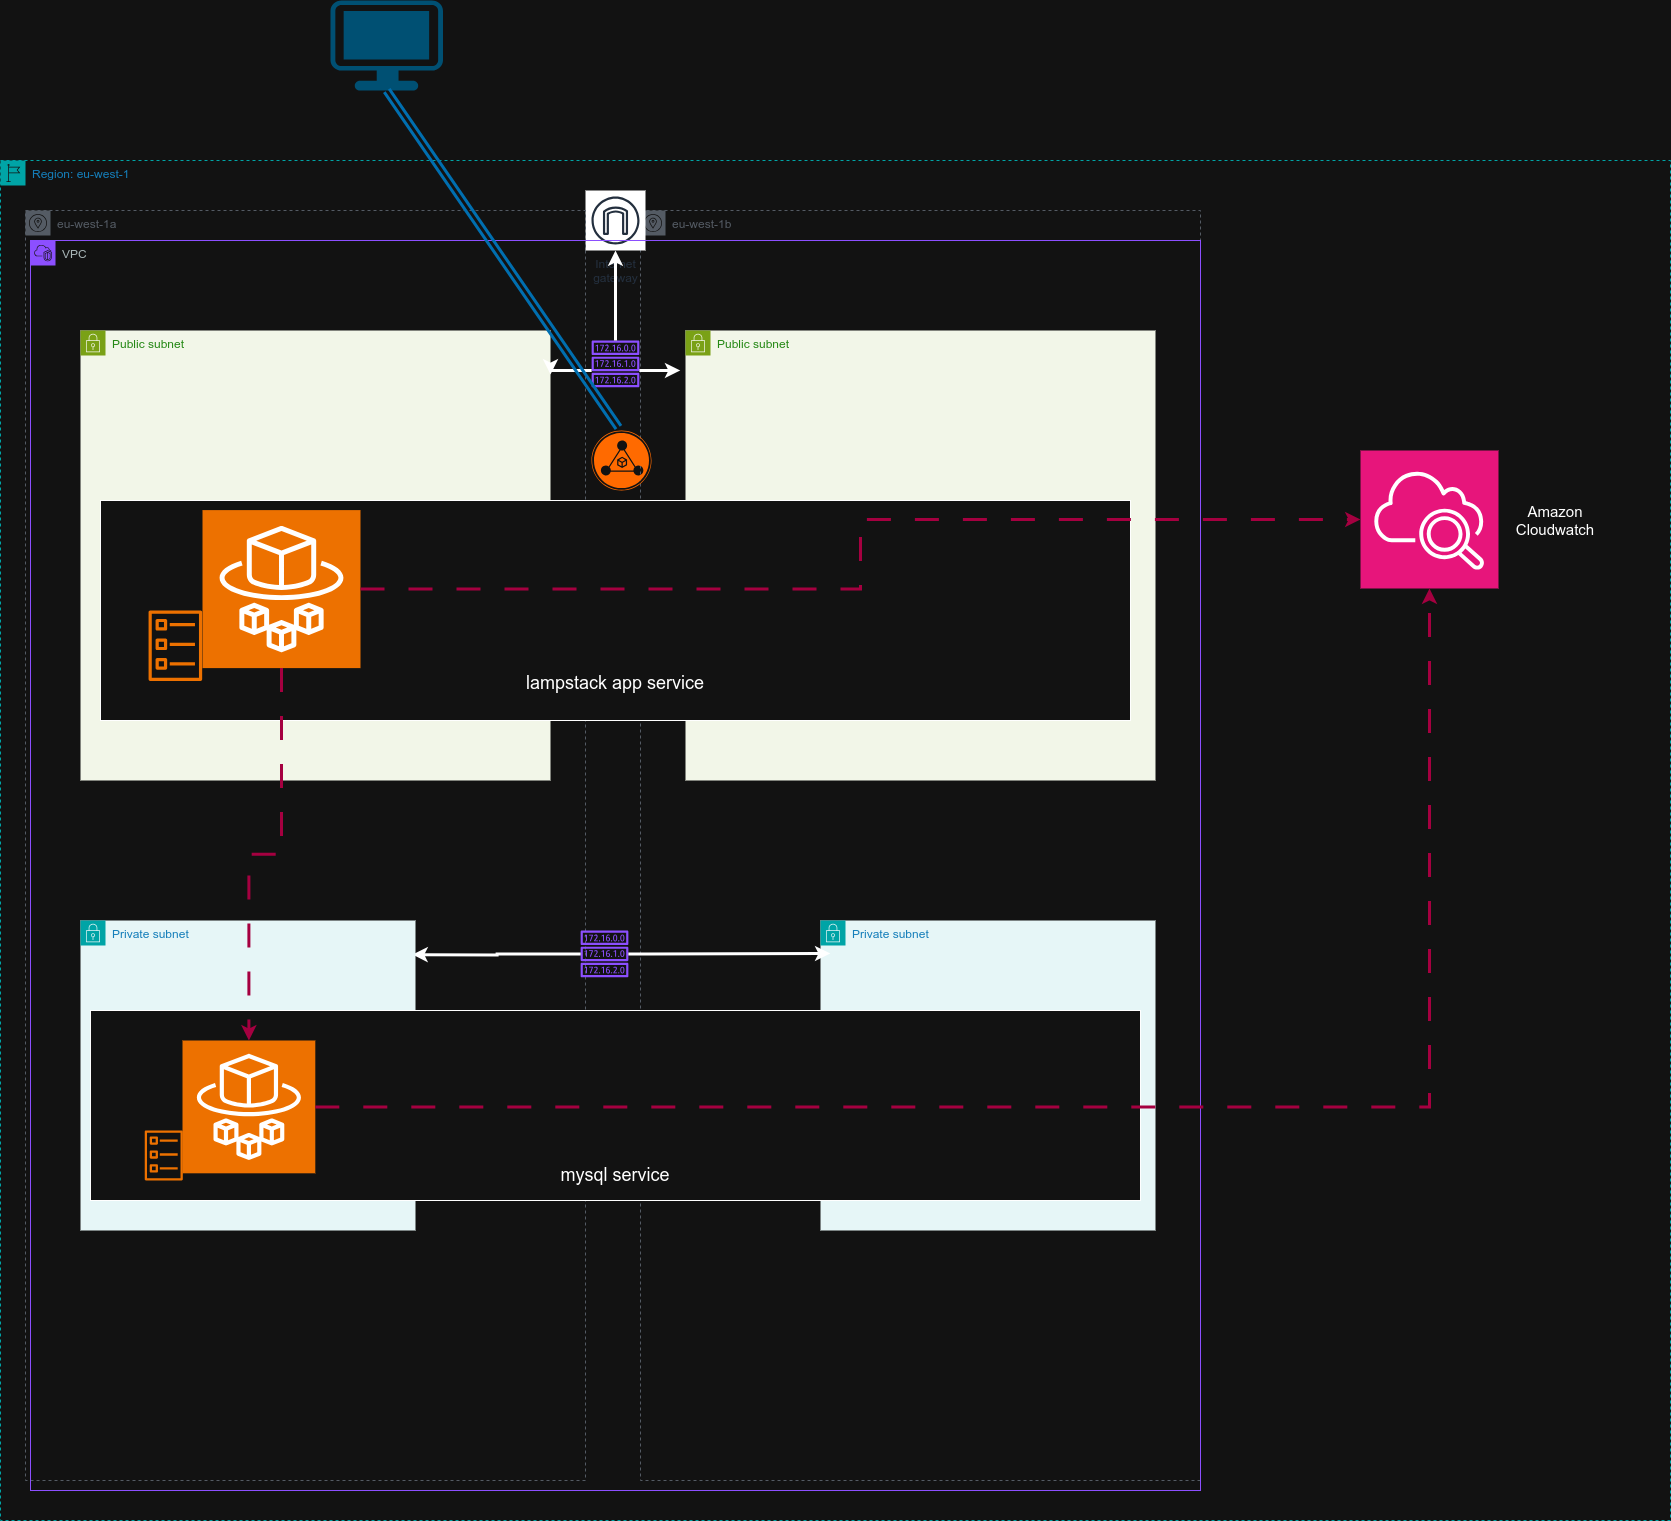 Region: eu-west-1
eu-west-1a
eu-west-1b
VPC
Internet
gateway
Public subnet
Public subnet
172.16.0.0
172.16.1.0
172.16.2.0
Amazon
Cloudwatch
lampstack app service
Private subnet
Private subnet
172.16.0.0
172.16.1.0
172.16.2.0
mysql service